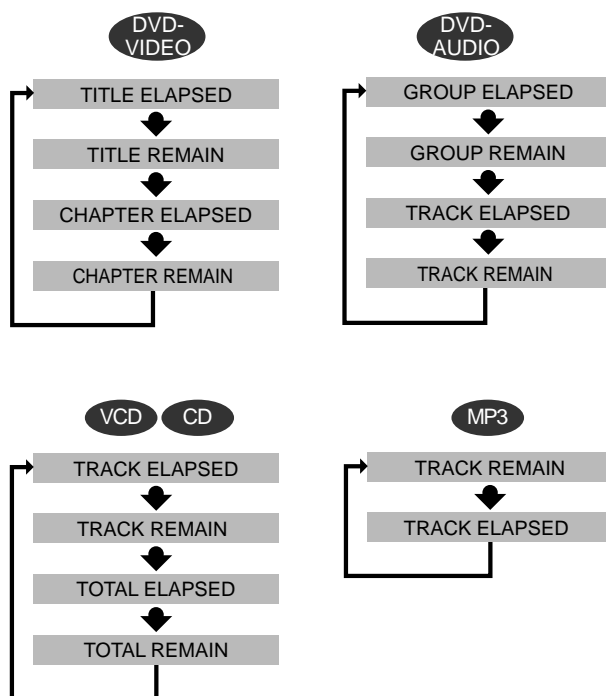 DVD-
VIDEO
TITLE ELAPSED
TITLE REMAIN
CHAPTER ELAPSED
CHAPTER REMAIN
DVD-
AUDIO
GROUP ELAPSED
GROUP REMAIN
TRACK ELAPSED
TRACK REMAIN
VCD CD
TRACK ELAPSED
TRACK REMAIN
TOTAL ELAPSED
TOTAL REMAIN
MP3
TRACK REMAIN
TRACK ELAPSED